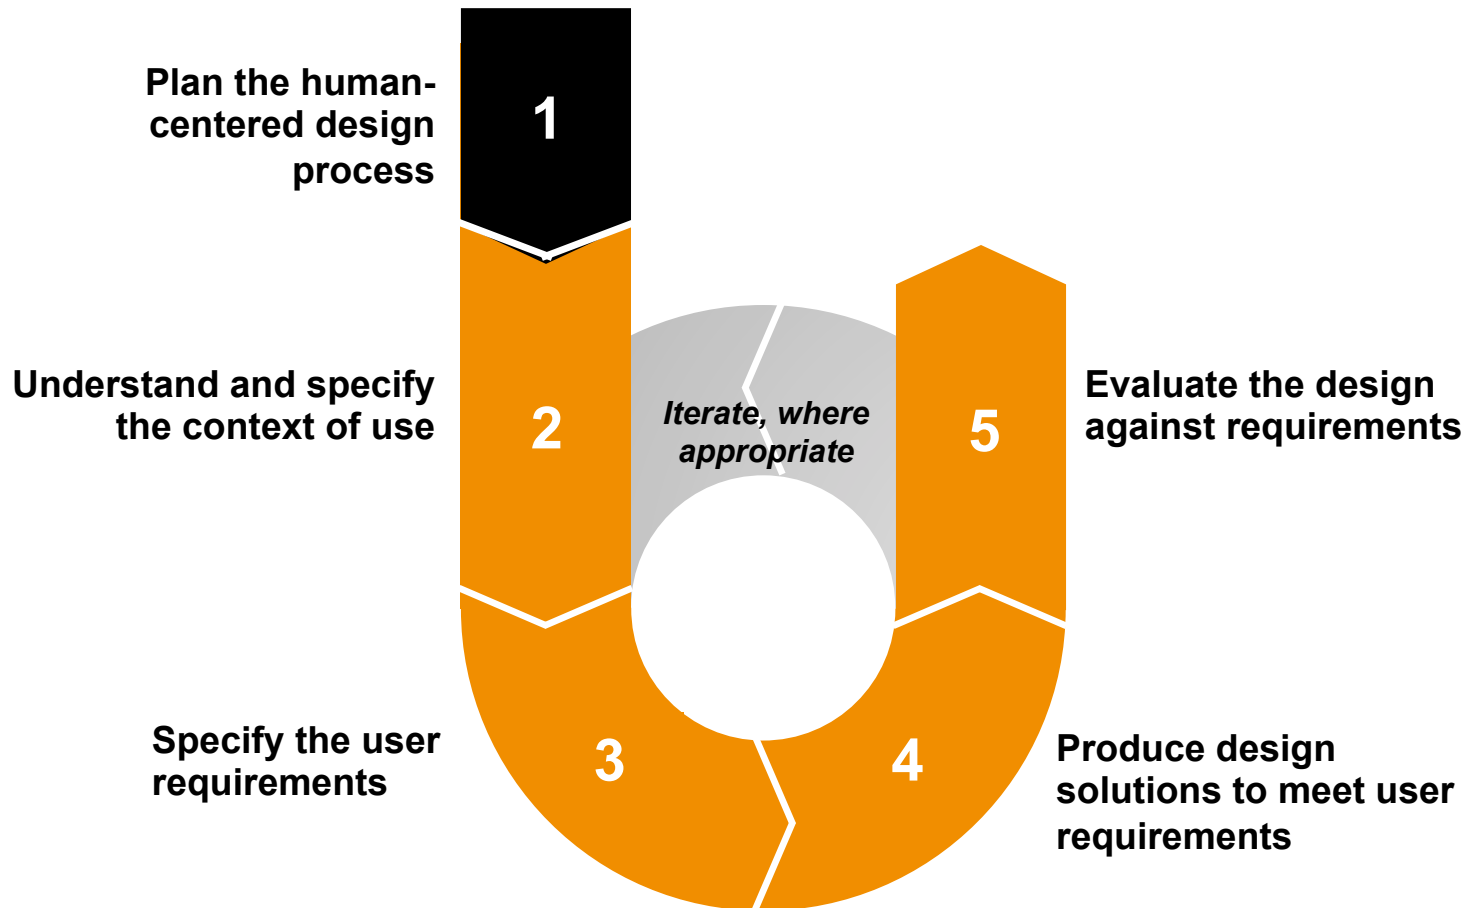 Plan the human-
centered design
process
1
Understand and specify
the context of use
2
Iterate, where
appropriate
5
Evaluate the design
against requirements
Specify the user
requirements
3
4
Produce design
solutions to meet user
requirements